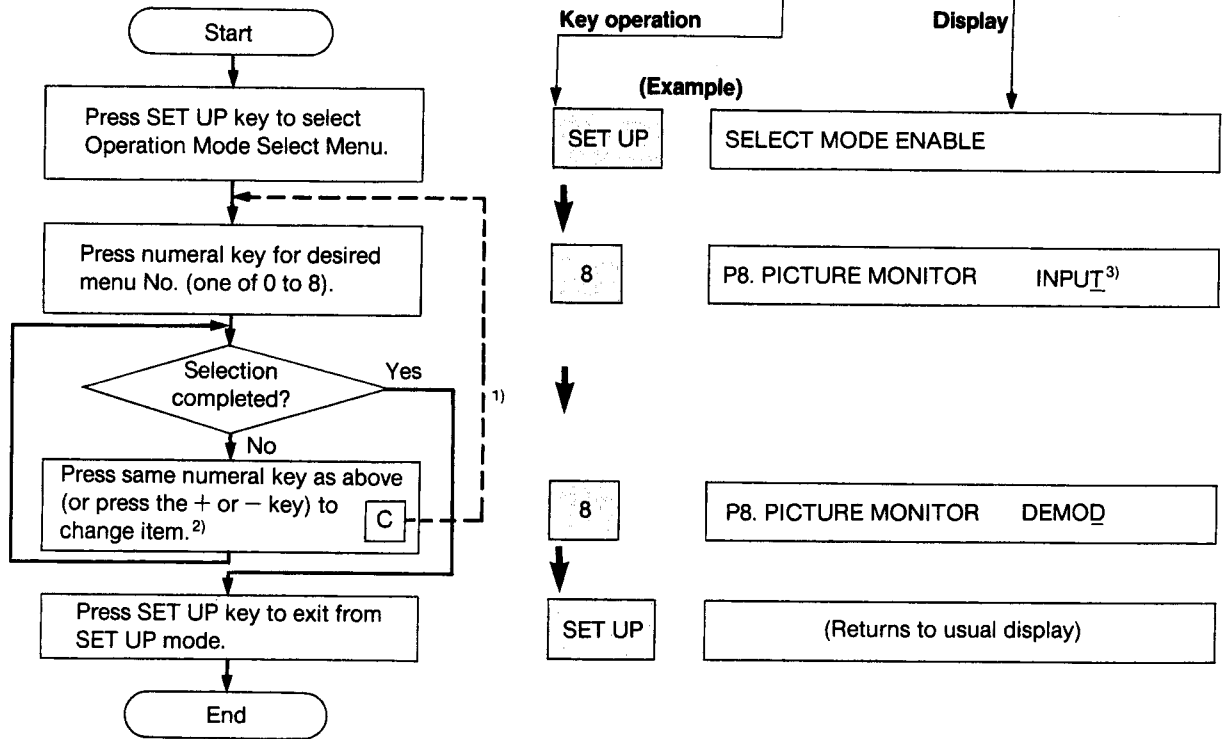 Start
Press SET UP key to select
Operation Mode Select Menu.
Press numeral key for desired
menu No. (one of 0 to 8).
Selection
completed?
Yes
No
1)
Press same numeral key as above
(or press the + or − key) to
change item.2)
C
Press SET UP key to exit from
SET UP mode.
End
Key operation
Display
(Example)
SET UP
SELECT MODE ENABLE
8
P8. PICTURE MONITOR INPUT3)
8
P8. PICTURE MONITOR DEMOD
SET UP
(Returns to usual display)